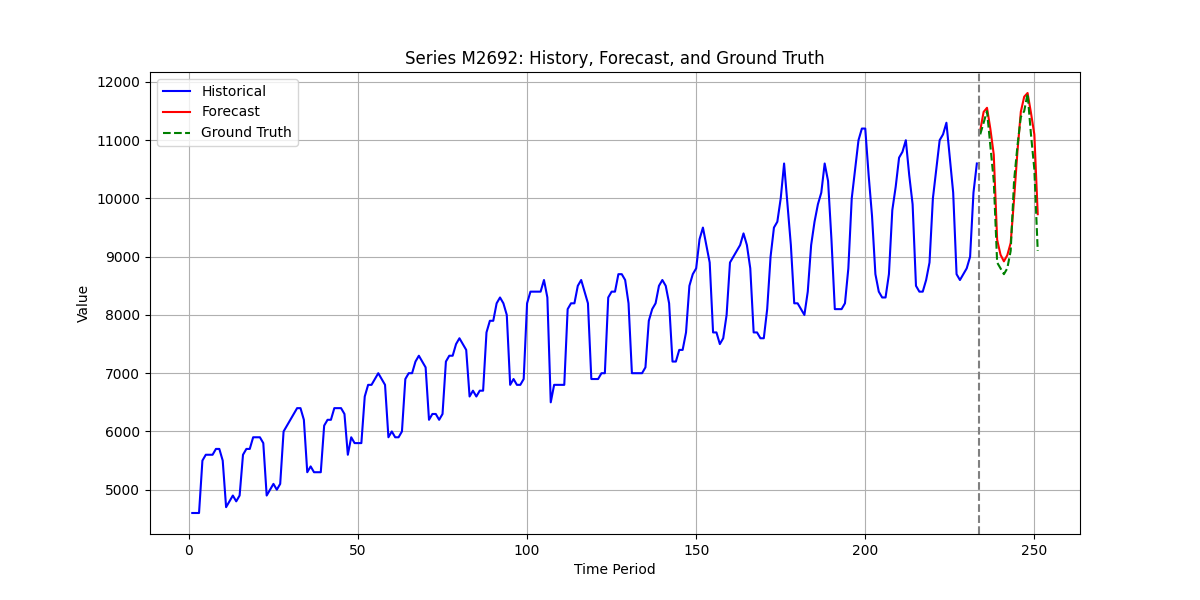 Series M2692: History, Forecast, and Ground Truth
Historical
Forecast
Ground Truth
12000
11000
10000
9000
8000
7000
6000
5000
Value
0 50 100 150 200 250
Time Period